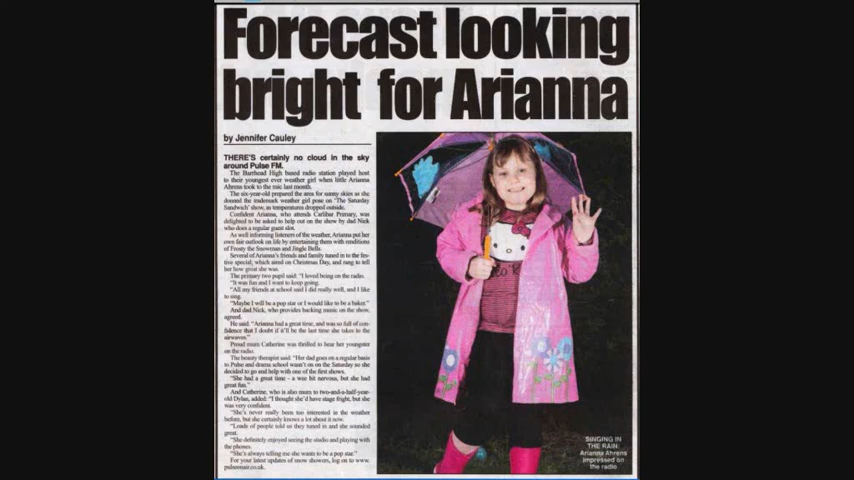 Forecast looking
bright for Arianna
by Jennifer Cauley
THERE'S certainly no cloud in the sky
around Pulse FM.
The Barrhead High based radio station played host
to their youngest ever weather girl when little Arianna
Ahrens took to the mic last month.
The six-year-old prepared the area for sunny skies as she
donned the trademark weather girl pose on 'The Saturday
Sandwich' show, as temperatures dropped outside.
Confident Arianna, who attends Carlibar Primary, was
delighted to be asked to help out on the show by dad Nick
who does a regular guest slot.
As well informing listeners of the weather, Arianna put her
own fair outlook on life by entertaining them with renditions
of Frosty the Snowman and Jingle Bells.
Several of Arianna's friends and family tuned in to the fes-
tive special, which aired on Christmas Day, and rang to tell
her how great she was.
The primary two pupil said: "I loved being on the radio.
"It was fun and I want to keep going.
"All my friends at school said I did really well, and I like
to sing.
"Maybe I will be a pop star or I would like to be a baker."
And dad Nick, who provides backing music on the show,
agreed.
He said: "Arianna had a great time, and was so full of con-
fidence that I doubt if it'll be the last time she takes to the
airwaves."
Proud mum Catherine was thrilled to hear her youngster
on the radio.
The beauty therapist said: "Her dad goes on a regular basis
to Pulse and drama school wasn't on on the Saturday so she
decided to go and help with one of the first shows.
"She had a great time - a wee bit nervous, but she had
great fun."
And Catherine, who is also mum to two-and-a-half-year-
old Dylan, added: "I thought she'd have stage fright, but she
was very confident.
"She's never really been too interested in the weather
before, but she certainly knows a lot about it now.
"Loads of people told us they tuned in and she sounded
great.
"She definitely enjoyed seeing the studio and playing with
the phones.
"She's always telling me she wants to be a pop star."
For your latest updates of snow showers, log on to www.
pulseonair.co.uk.
SINGING IN
THE RAIN:
Arianna Ahrens
impressed on
the radio